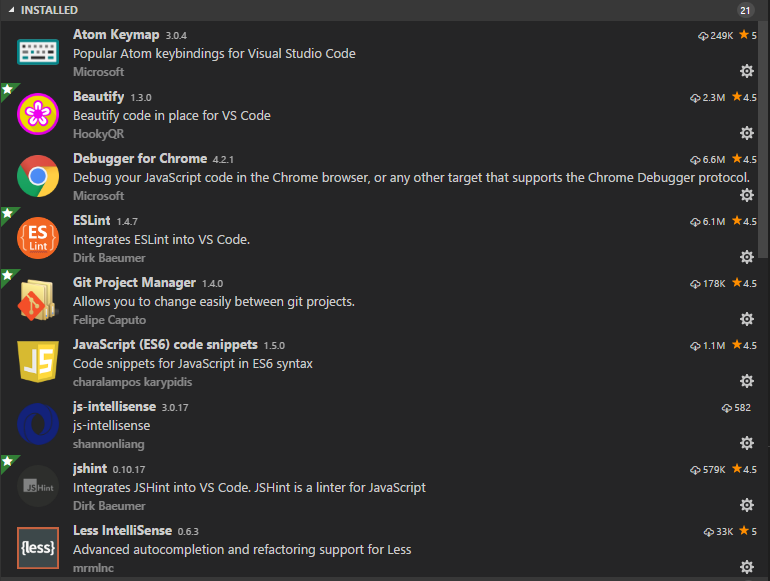 INSTALLED 21
Atom Keymap 3.0.4 249K 5
Popular Atom keybindings for Visual Studio Code
Microsoft
Beautify 1.3.0 2.3M 4.5
Beautify code in place for VS Code
HookyQR
Debugger for Chrome 4.2.1 6.6M 4.5
Debug your JavaScript code in the Chrome browser, or any other target that supports the Chrome Debugger protocol.
Microsoft
ES
Lint
ESLint 1.4.7 6.1M 4.5
Integrates ESLint into VS Code.
Dirk Baeumer
Git Project Manager 1.4.0 178K 4.5
Allows you to change easily between git projects.
Felipe Caputo
JS
JavaScript (ES6) code snippets 1.5.0 1.1M 4.5
Code snippets for JavaScript in ES6 syntax
charalampos karypidis
js-intellisense 3.0.17 582
js-intellisense
shannonliang
JSHint
jshint 0.10.17 579K 4.5
Integrates JSHint into VS Code. JSHint is a linter for JavaScript
Dirk Baeumer
{less}
Less IntelliSense 0.6.3 33K 5
Advanced autocompletion and refactoring support for Less
mrmlnc